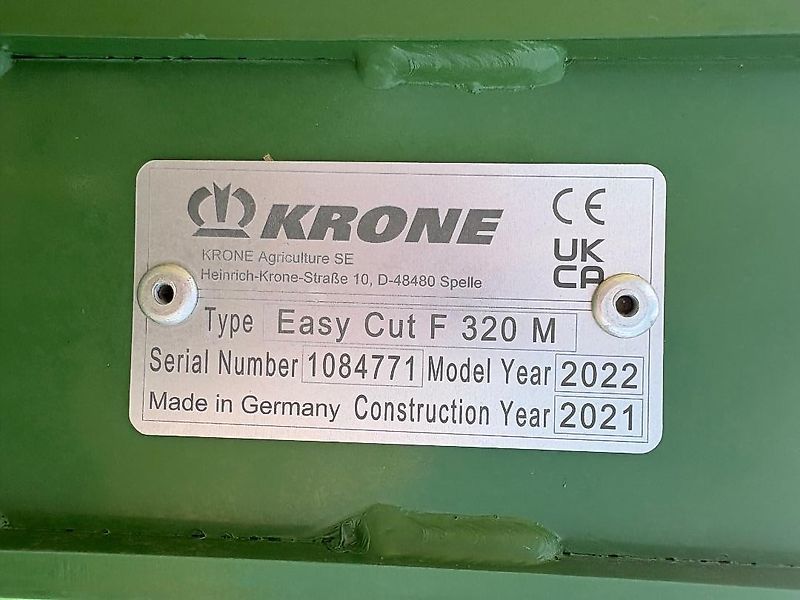 KRONE
CE
UK
CA
KRONE Agriculture SE
Heinrich-Krone-Straße 10, D-48480 Spelle
Type Easy Cut F 320 M
Serial Number 1084771 Model Year 2022
Made in Germany Construction Year 2021